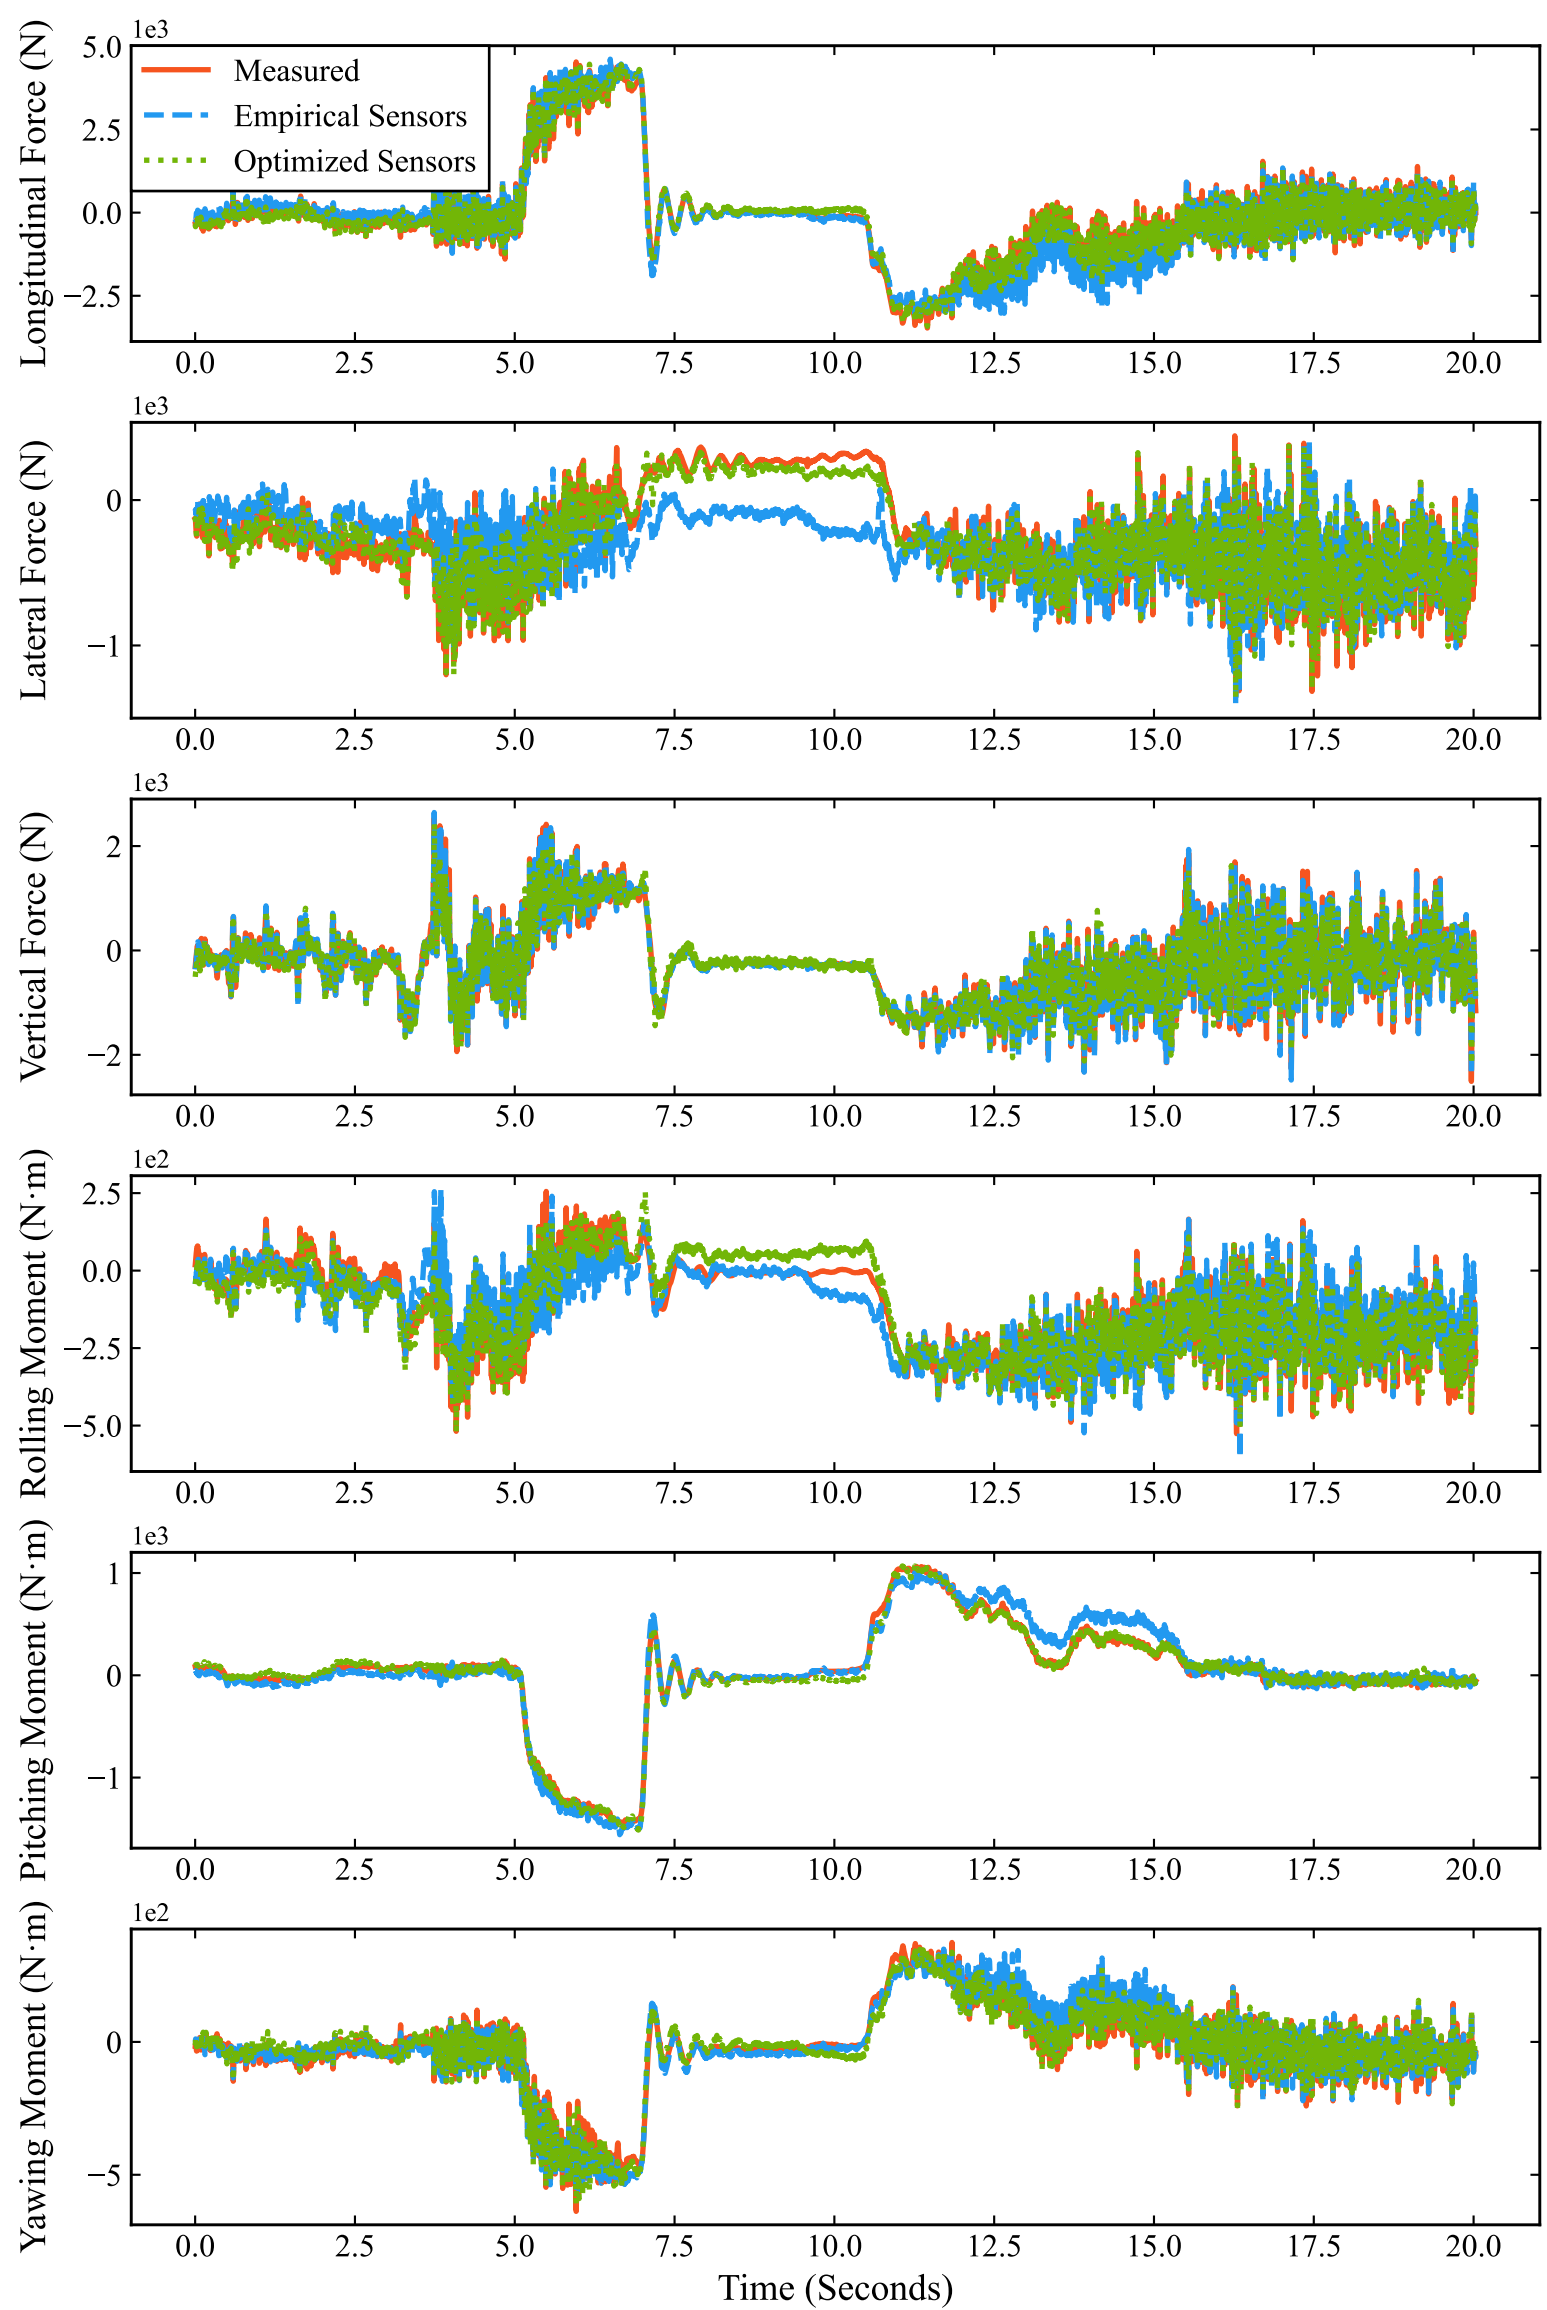 1e3
Longitudinal Force (N)
5.0
2.5
0.0
−2.5
Measured
Empirical Sensors
Optimized Sensors
0.0 2.5 5.0 7.5 10.0 12.5 15.0 17.5 20.0
1e3
Lateral Force (N)
0
−1
0.0 2.5 5.0 7.5 10.0 12.5 15.0 17.5 20.0
1e3
Vertical Force (N)
2
0
−2
0.0 2.5 5.0 7.5 10.0 12.5 15.0 17.5 20.0
1e2
Rolling Moment (N·m)
2.5
0.0
−2.5
−5.0
0.0 2.5 5.0 7.5 10.0 12.5 15.0 17.5 20.0
1e3
Pitching Moment (N·m)
1
0
−1
0.0 2.5 5.0 7.5 10.0 12.5 15.0 17.5 20.0
1e2
Yawing Moment (N·m)
0
−5
0.0 2.5 5.0 7.5 10.0 12.5 15.0 17.5 20.0
Time (Seconds)